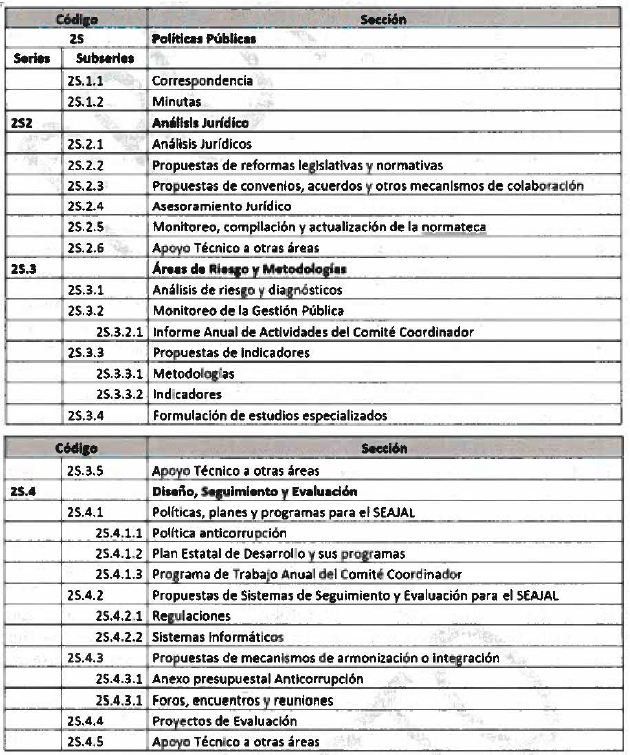 Código Sección
2S Políticas Públicas
Series Subseries
2S.1.1 Correspondencia
2S.1.2 Minutas
2S2 Análisis Jurídico
2S.2.1 Análisis Jurídicos
2S.2.2 Propuestas de reformas legislativas y normativas
2S.2.3 Propuestas de convenios, acuerdos y otros mecanismos de colaboración
2S.2.4 Asesoramiento Jurídico
2S.2.5 Monitoreo, compilación y actualización de la normateca
2S.2.6 Apoyo Técnico a otras áreas
2S.3 Áreas de Riesgo y Metodologías
2S.3.1 Análisis de riesgo y diagnósticos
2S.3.2 Monitoreo de la Gestión Pública
2S.3.2.1 Informe Anual de Actividades del Comité Coordinador
2S.3.3 Propuestas de indicadores
2S.3.3.1 Metodologías
2S.3.3.2 Indicadores
2S.3.4 Formulación de estudios especializados
Código Sección
2S.3.5 Apoyo Técnico a otras áreas
2S.4 Diseño, Seguimiento y Evaluación
2S.4.1 Políticas, planes y programas para el SEAJAL
2S.4.1.1 Política anticorrupción
2S.4.1.2 Plan Estatal de Desarrollo y sus programas
2S.4.1.3 Programa de Trabajo Anual del Comité Coordinador
2S.4.2 Propuestas de Sistemas de Seguimiento y Evaluación para el SEAJAL
2S.4.2.1 Regulaciones
2S.4.2.2 Sistemas Informáticos
2S.4.3 Propuestas de mecanismos de armonización o integración
2S.4.3.1 Anexo presupuestal Anticorrupción
2S.4.3.1 Foros, encuentros y reuniones
2S.4.4 Proyectos de Evaluación
2S.4.5 Apoyo Técnico a otras áreas